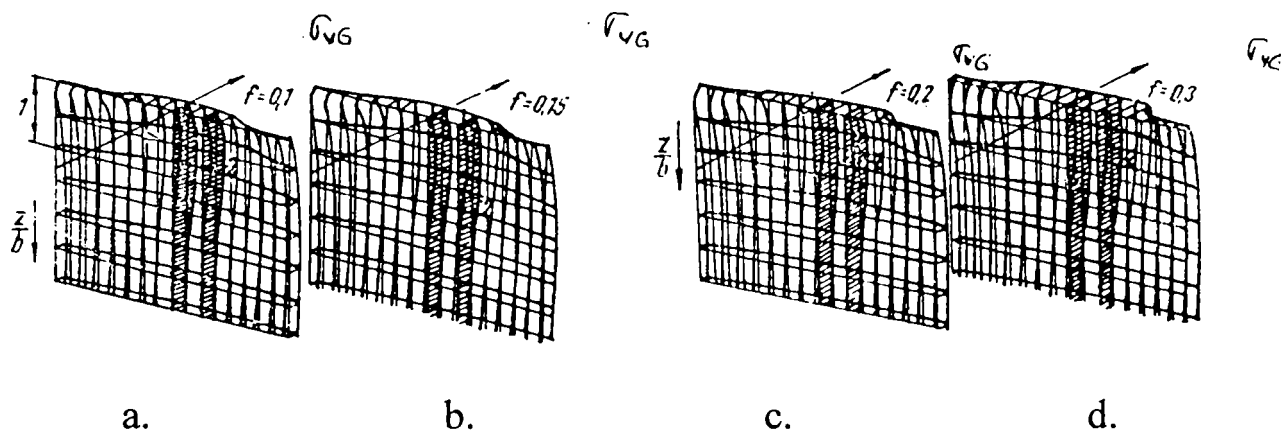 σvG σvG σvG σvG
f=0,1 f=0,15 f=0,2 f=0,3
1
z/b z/b
a. b. c. d.